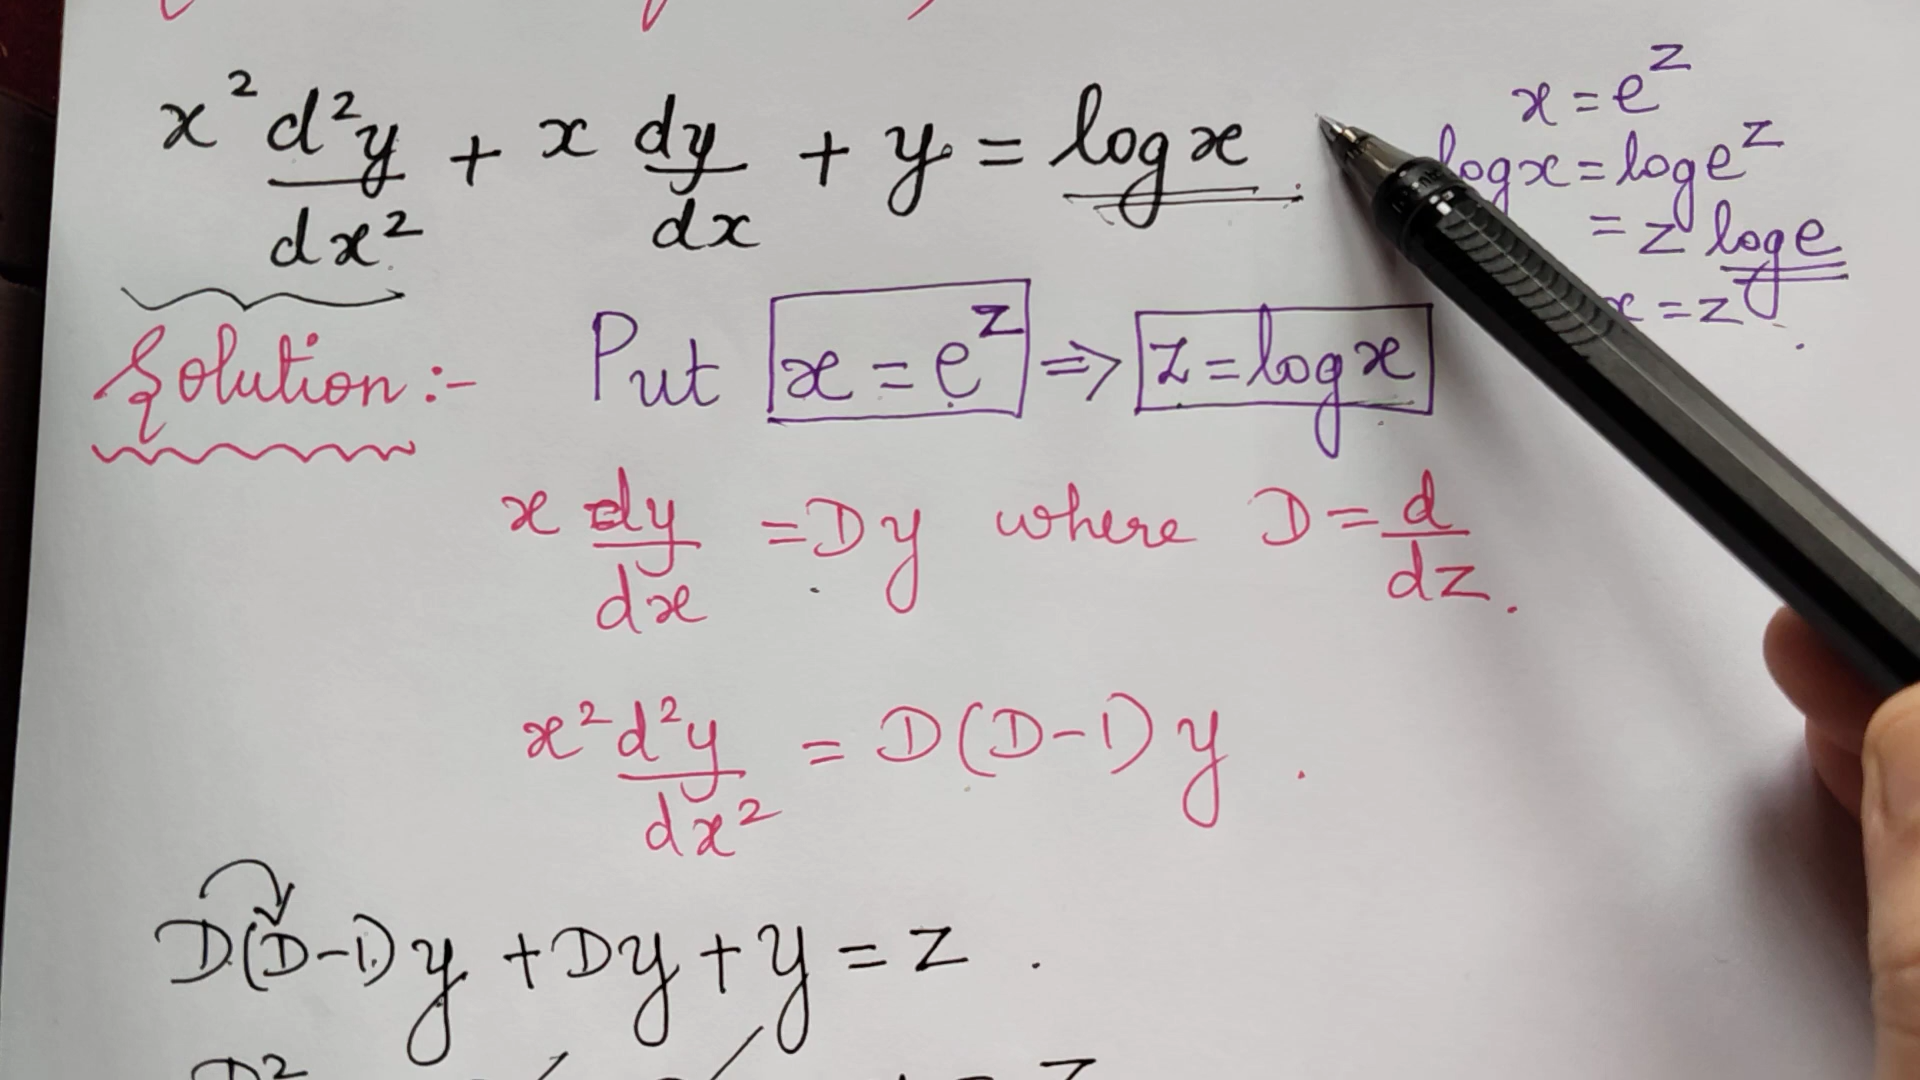 x² d²y/dx² + x dy/dx + y = log x
x = e^z
log x = log e^z
= z log e
x = z
Solution :- Put x = e^z ⇒ z = log x
x dy/dx = Dy where D = d/dz.
x² d²y/dx² = D(D-1)y.
D(D-1)y + Dy + y = z.